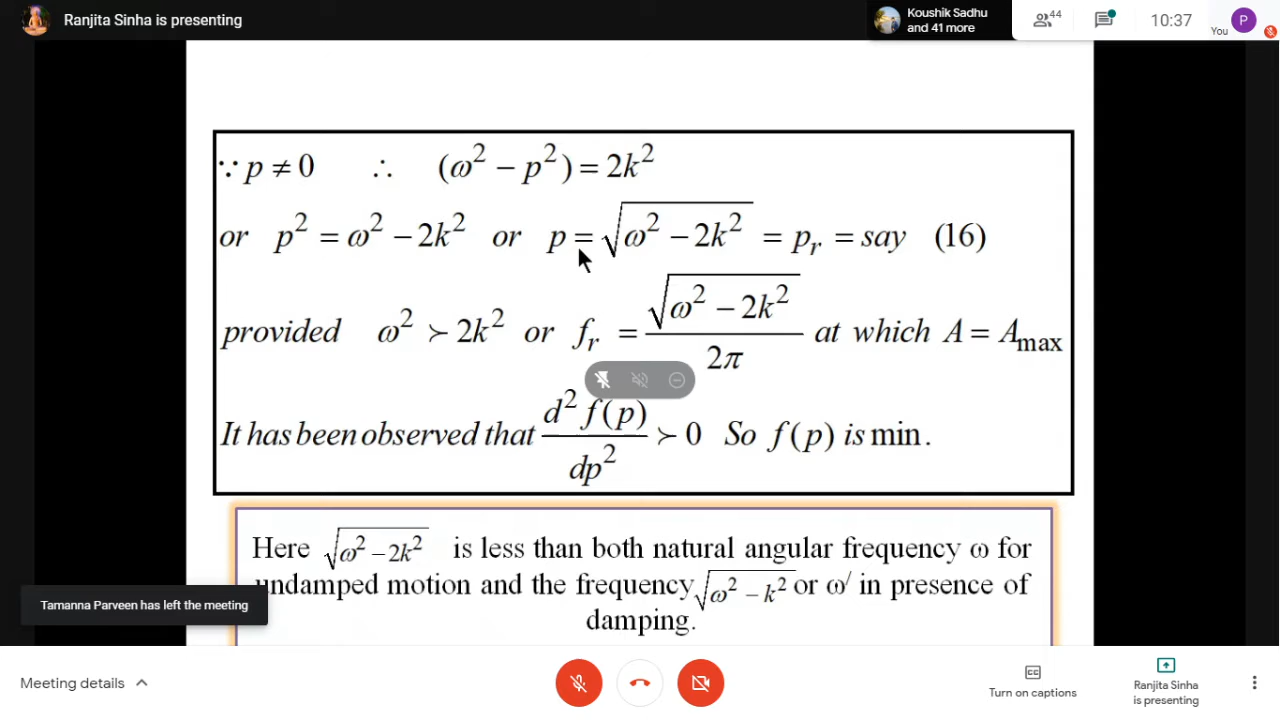 Ranjita Sinha is presenting
Koushik Sadhu
and 41 more
44
10:37
You
P
∵ p ≠ 0 ∴ (ω² − p²) = 2k²
or p² = ω² − 2k² or p = √(ω² − 2k²) = pᵣ = say (16)
provided ω² ≻ 2k² or fᵣ = √(ω² − 2k²) / 2π at which A = Amax
It has been observed that d² f(p) / dp² ≻ 0 So f(p) is min.
Here √(ω² − 2k²) is less than both natural angular frequency ω for
undamped motion and the frequency √(ω² − k²) or ω/ in presence of
damping.
Tamanna Parveen has left the meeting
Meeting details
CC
Turn on captions
Ranjita Sinha
is presenting